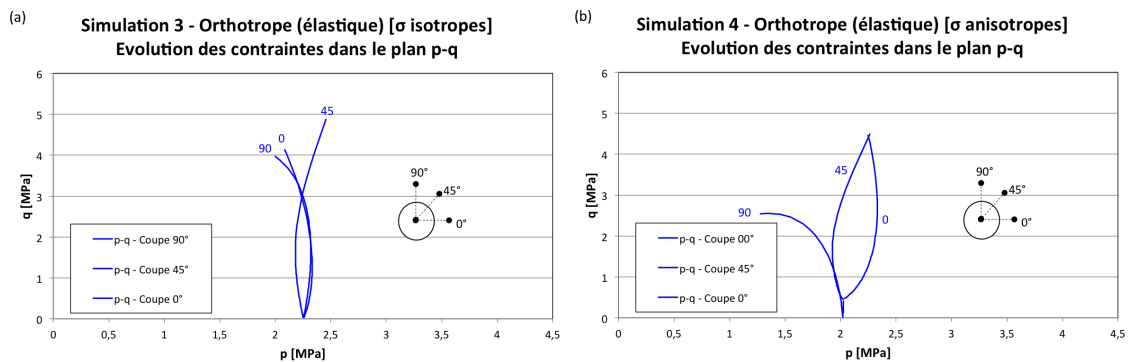 (a)
Simulation 3 - Orthotrope (élastique) [σ isotropes]
Evolution des contraintes dans le plan p-q
6
5
4
3
2
1
0
q [MPa]
45
0
90
90°
45°
0°
p-q - Coupe 90°
p-q - Coupe 45°
p-q - Coupe 0°
0
0,5
1
1,5
2
2,5
3
3,5
4
4,5
p [MPa]
(b)
Simulation 4 - Orthotrope (élastique) [σ anisotropes]
Evolution des contraintes dans le plan p-q
6
5
4
3
2
1
0
q [MPa]
45
90
0
90°
45°
0°
p-q - Coupe 00°
p-q - Coupe 45°
p-q - Coupe 0°
0
0,5
1
1,5
2
2,5
3
3,5
4
4,5
p [MPa]